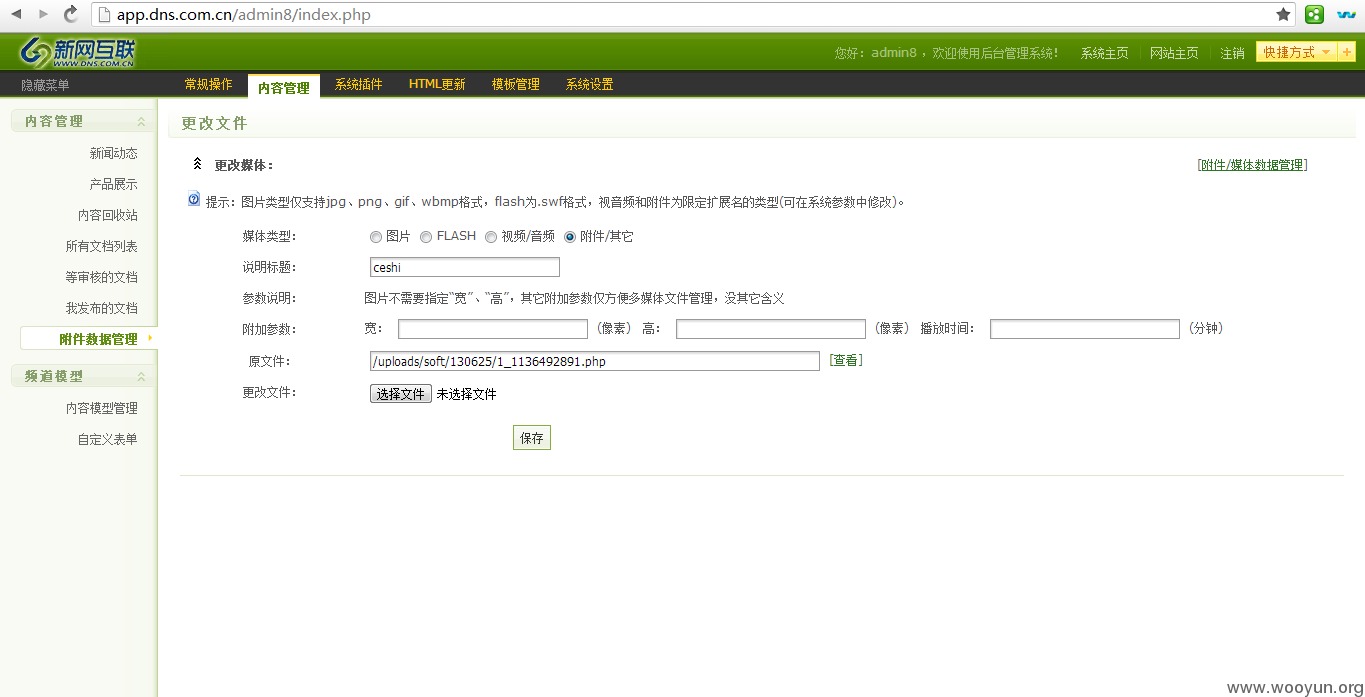 app.dns.com.cn/admin8/index.php
新网互联
WWW.DNS.COM.CN
您好：admin8，欢迎使用后台管理系统！ 系统主页 网站主页 注销 快捷方式 +
隐藏菜单 常规操作 内容管理 系统插件 HTML更新 模板管理 系统设置
内容管理
新闻动态
产品展示
内容回收站
所有文档列表
等审核的文档
我发布的文档
附件数据管理
频道模型
内容模型管理
自定义表单
更改文件
更改媒体： [附件/媒体数据管理]
提示：图片类型仅支持jpg、png、gif、wbmp格式，flash为.swf格式，视音频和附件为限定扩展名的类型(可在系统参数中修改)。
媒体类型： 图片 FLASH 视频/音频 附件/其它
说明标题： ceshi
参数说明： 图片不需要指定“宽”、“高”，其它附加参数仅方便多媒体文件管理，没其它含义
附加参数： 宽： （像素） 高： （像素） 播放时间： （分钟）
原文件： /uploads/soft/130625/1_1136492891.php [查看]
更改文件： 选择文件 未选择文件
保存
www.wooyun.org